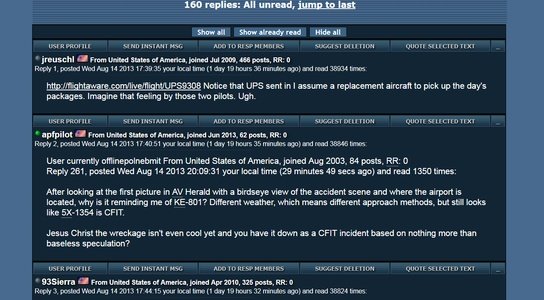 160 replies: All unread, jump to last
Show all Show already read Hide all
USER PROFILE SEND INSTANT MSG ADD TO RESP MEMBERS SUGGEST DELETION QUOTE SELECTED TEXT ...
jreuschl From United States of America, joined Jul 2009, 466 posts, RR: 0
Reply 1, posted Wed Aug 14 2013 17:39:35 your local time (1 day 19 hours 36 minutes ago) and read 38934 times:
http://flightaware.com/live/flight/UPS9308 Notice that UPS sent in I assume a replacement aircraft to pick up the day's
packages. Imagine that feeling by those two pilots. Ugh.
USER PROFILE SEND INSTANT MSG ADD TO RESP MEMBERS SUGGEST DELETION QUOTE SELECTED TEXT ...
apfpilot From United States of America, joined Jun 2013, 62 posts, RR: 0
Reply 2, posted Wed Aug 14 2013 17:40:51 your local time (1 day 19 hours 35 minutes ago) and read 38846 times:
User currently offlinepolnebmit From United States of America, joined Aug 2003, 84 posts, RR: 0
Reply 261, posted Wed Aug 14 2013 20:09:31 your local time (29 minutes 49 secs ago) and read 1350 times:
After looking at the first picture in AV Herald with a birdseye view of the accident scene and where the airport is
located, why is it reminding me of KE-801? Different weather, which means different approach methods, but still looks
like 5X-1354 is CFIT.
Jesus Christ the wreckage isn't even cool yet and you have it down as a CFIT incident based on nothing more than
baseless speculation?
USER PROFILE SEND INSTANT MSG ADD TO RESP MEMBERS SUGGEST DELETION QUOTE SELECTED TEXT ...
93Sierra From United States of America, joined Apr 2010, 325 posts, RR: 0
Reply 3, posted Wed Aug 14 2013 17:44:15 your local time (1 day 19 hours 32 minutes ago) and read 38824 times: